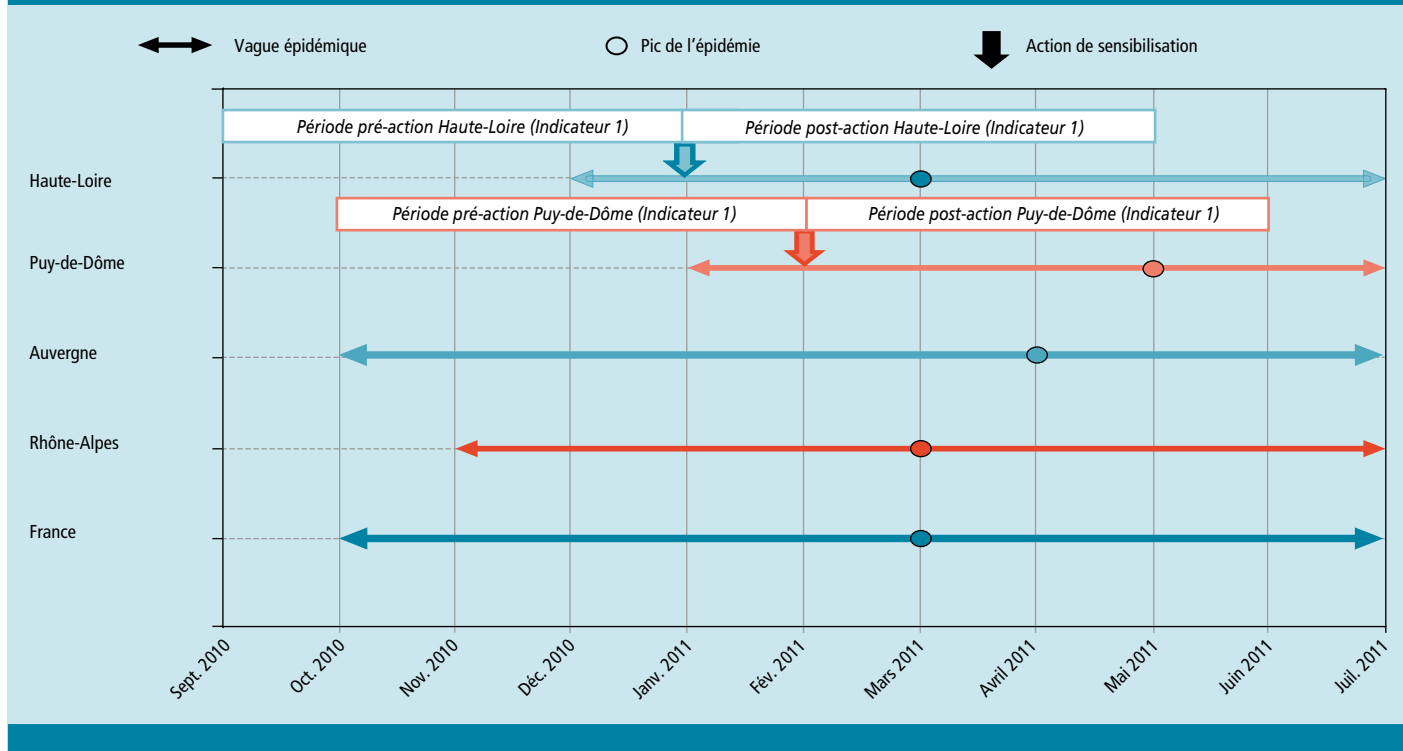 Vague épidémique
Pic de l'épidémie
Action de sensibilisation
Période pré-action Haute-Loire (Indicateur 1)
Période post-action Haute-Loire (Indicateur 1)
Haute-Loire
Période pré-action Puy-de-Dôme (Indicateur 1)
Période post-action Puy-de-Dôme (Indicateur 1)
Puy-de-Dôme
Auvergne
Rhône-Alpes
France
Sept. 2010
Oct. 2010
Nov. 2010
Déc. 2010
Janv. 2011
Fév. 2011
Mars 2011
Avril 2011
Mai 2011
Juin 2011
Juil. 2011